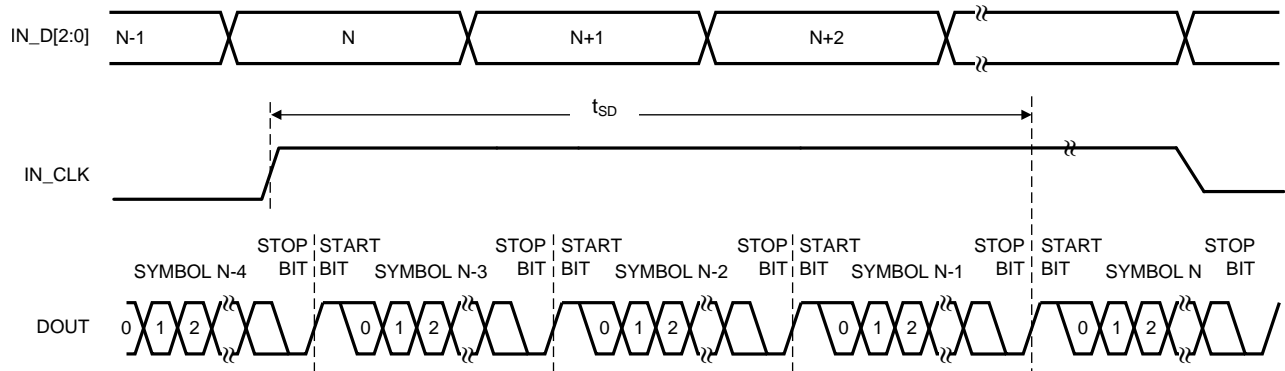 IN_D[2:0] N-1 N N+1 N+2
tSD
IN_CLK
STOP START STOP START STOP START STOP START STOP
BIT BIT BIT BIT BIT BIT BIT BIT BIT
SYMBOL N-4 SYMBOL N-3 SYMBOL N-2 SYMBOL N-1 SYMBOL N
DOUT 0 1 2 0 1 2 0 1 2 0 1 2 0 1 2